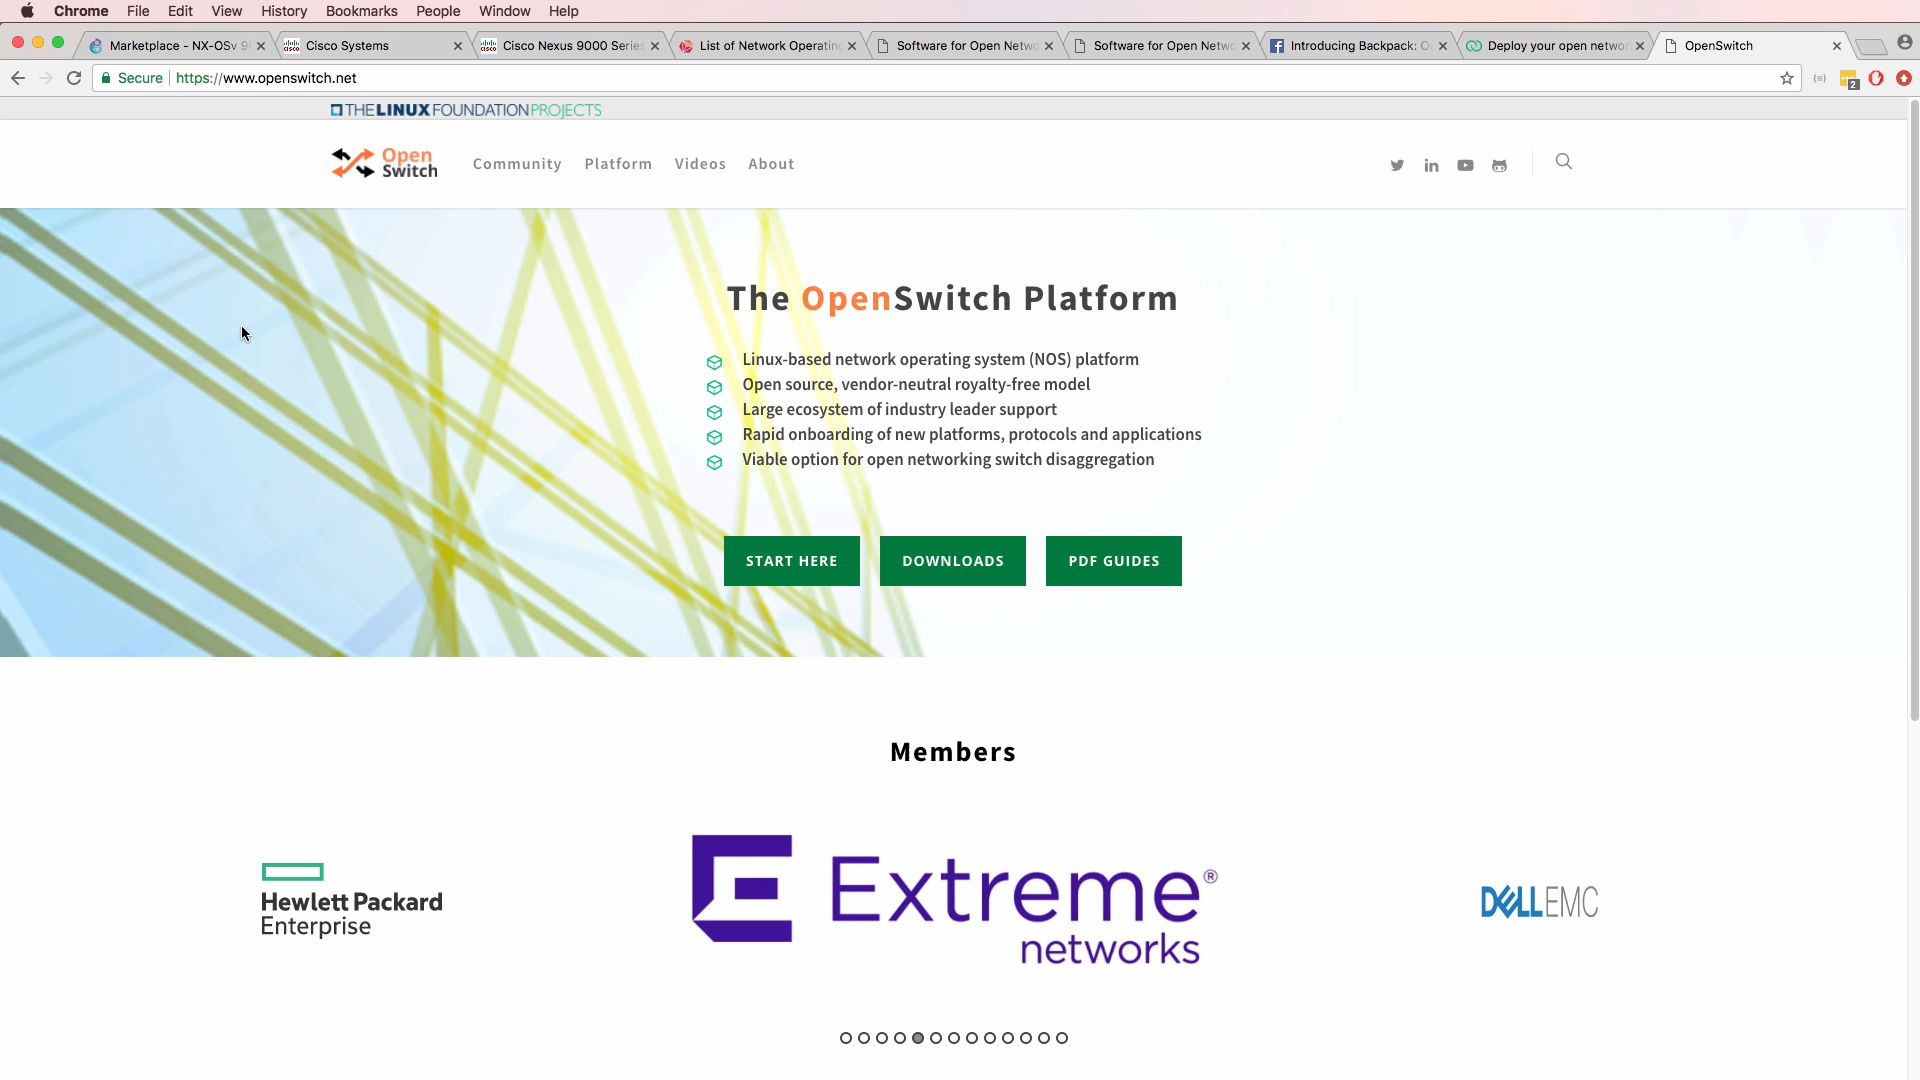 Chrome File Edit View History Bookmarks People Window Help
Marketplace - NX-OSv 9
Cisco Systems
Cisco Nexus 9000 Serie
List of Network Operatin
Software for Open Netwo
Software for Open Netwo
Introducing Backpack: O
Deploy your open networ
OpenSwitch
Secure https://www.openswitch.net
2
THE LINUX FOUNDATION PROJECTS
Open
Switch
Community Platform Videos About
The OpenSwitch Platform
Linux-based network operating system (NOS) platform
Open source, vendor-neutral royalty-free model
Large ecosystem of industry leader support
Rapid onboarding of new platforms, protocols and applications
Viable option for open networking switch disaggregation
START HERE DOWNLOADS PDF GUIDES
Members
Hewlett Packard
Enterprise
Extreme®
networks
DELLEMC